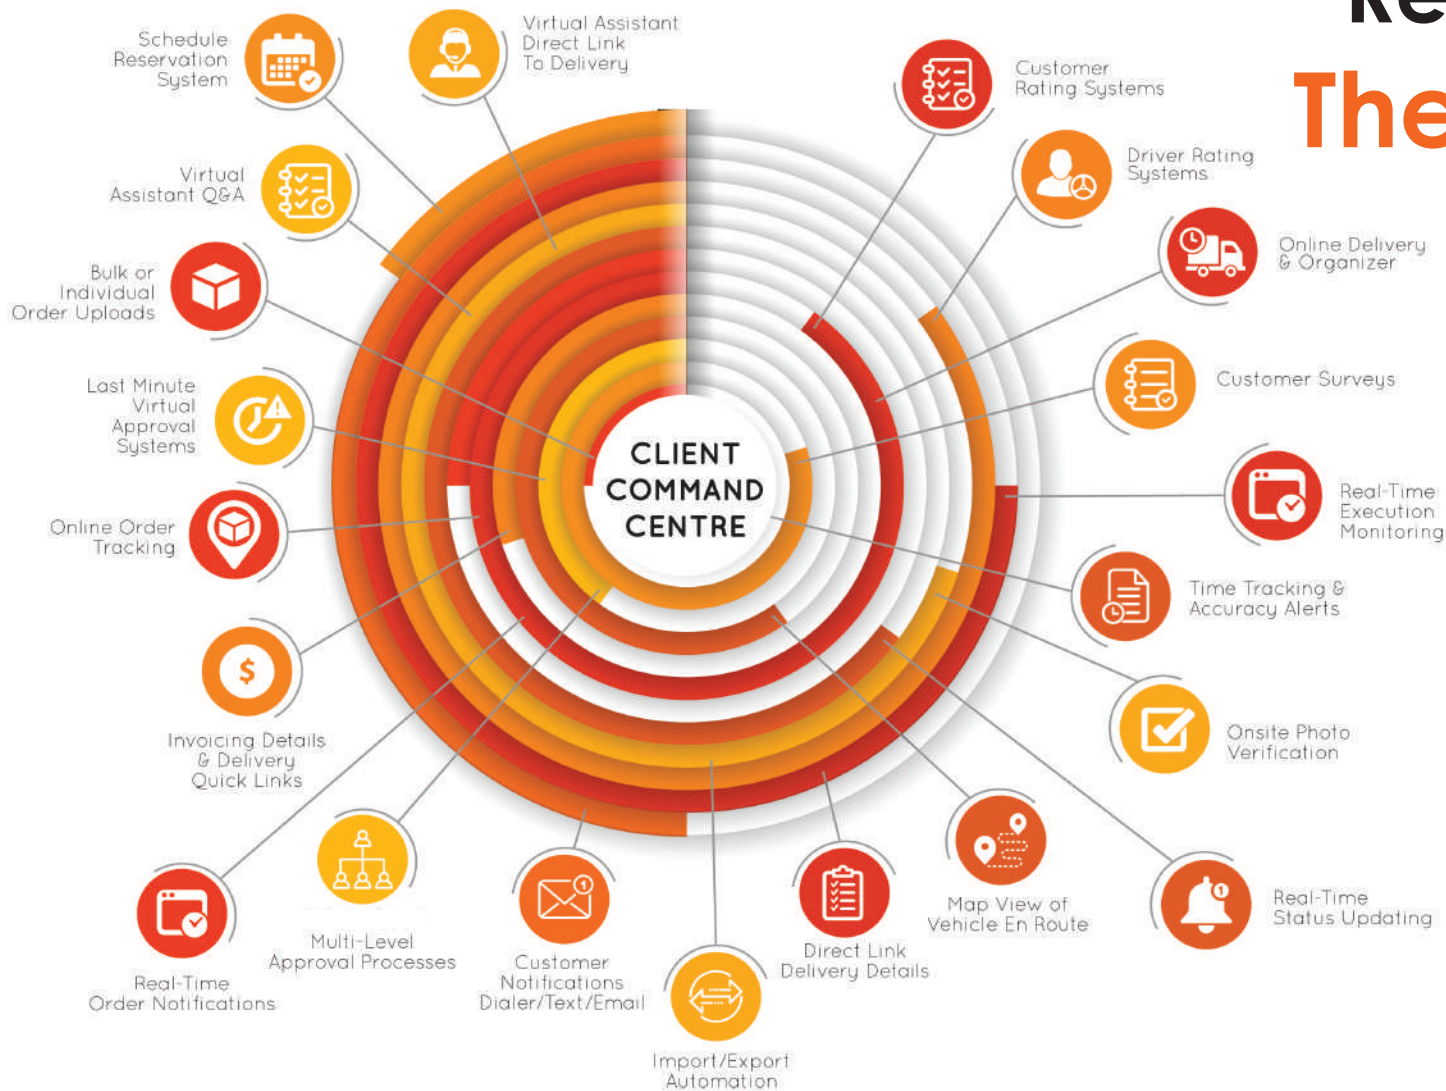 Re
The
Schedule
Reservation
System
Virtual Assistant
Direct Link
To Delivery
Customer
Rating Systems
Driver Rating
Systems
Virtual
Assistant Q&A
Online Delivery
& Organizer
Bulk or
Individual
Order Uploads
Customer Surveys
Last Minute
Virtual
Approval
Systems
CLIENT
COMMAND
CENTRE
Real-Time
Execution
Monitoring
Online Order
Tracking
Time Tracking &
Accuracy Alerts
$
Invoicing Details
& Delivery
Quick Links
Onsite Photo
Verification
1
Real-Time
Status Updating
Map View of
Vehicle En Route
1
Direct Link
Delivery Details
Multi-Level
Approval Processes
Customer
Notifications
Dialer/Text/Email
Real-Time
Order Notifications
Import/Export
Automation